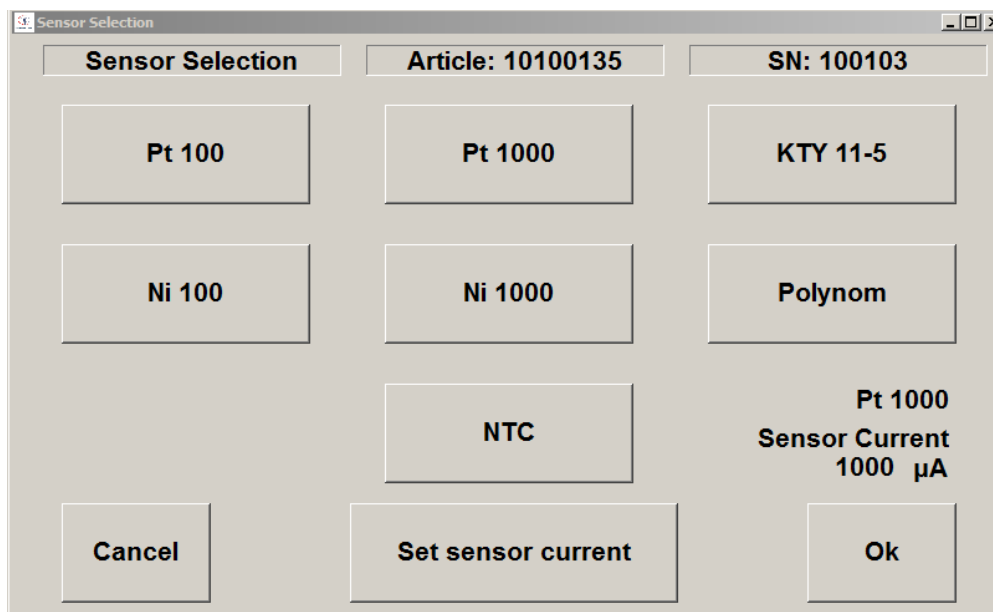 Sensor Selection
Sensor Selection
Article: 10100135
SN: 100103
Pt 100
Pt 1000
KTY 11-5
Ni 100
Ni 1000
Polynom
NTC
Pt 1000
Sensor Current
1000 µA
Cancel
Set sensor current
Ok